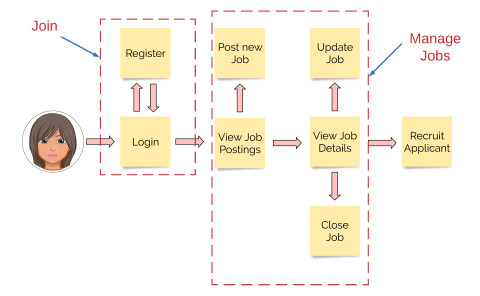 Join
Manage
Jobs
Register
Post new
Job
Update
Job
Login
View Job
Postings
View Job
Details
Recruit
Applicant
Close
Job